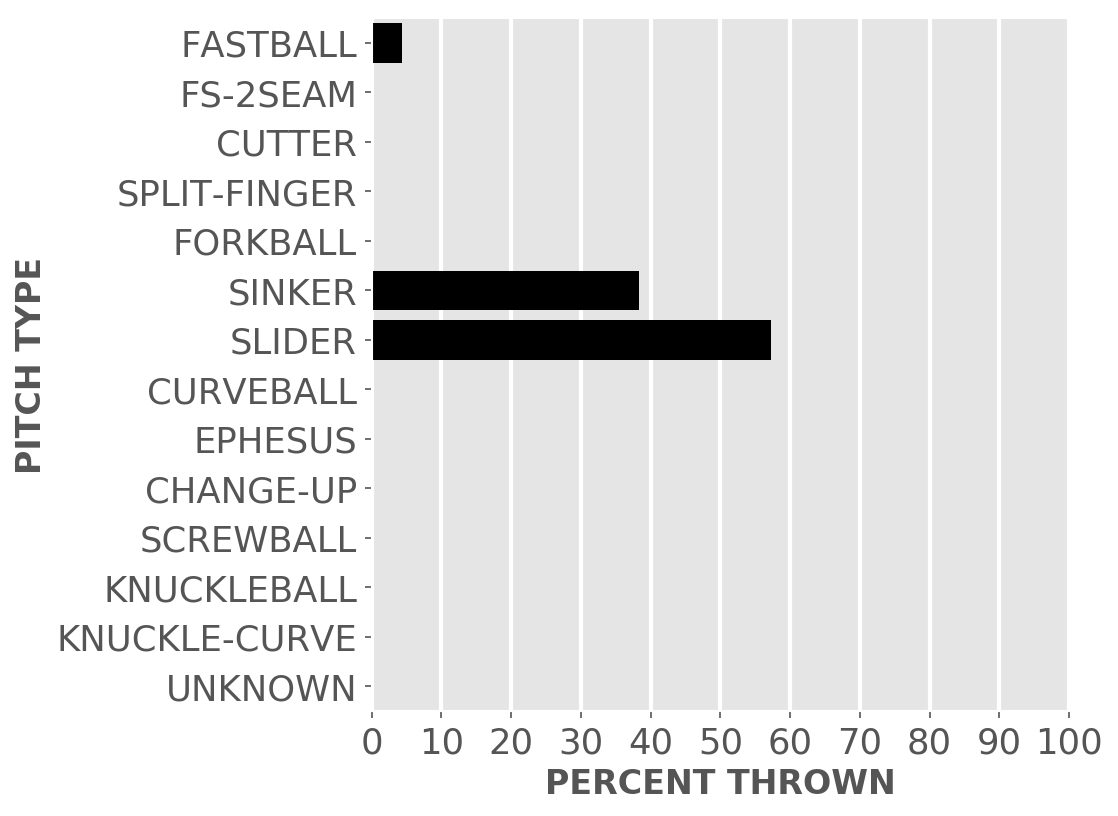 FASTBALL
FS-2SEAM
CUTTER
SPLIT-FINGER
FORKBALL
SINKER
SLIDER
CURVEBALL
EPHESUS
CHANGE-UP
SCREWBALL
KNUCKLEBALL
KNUCKLE-CURVE
UNKNOWN
PITCH TYPE
0 10 20 30 40 50 60 70 80 90 100
PERCENT THROWN